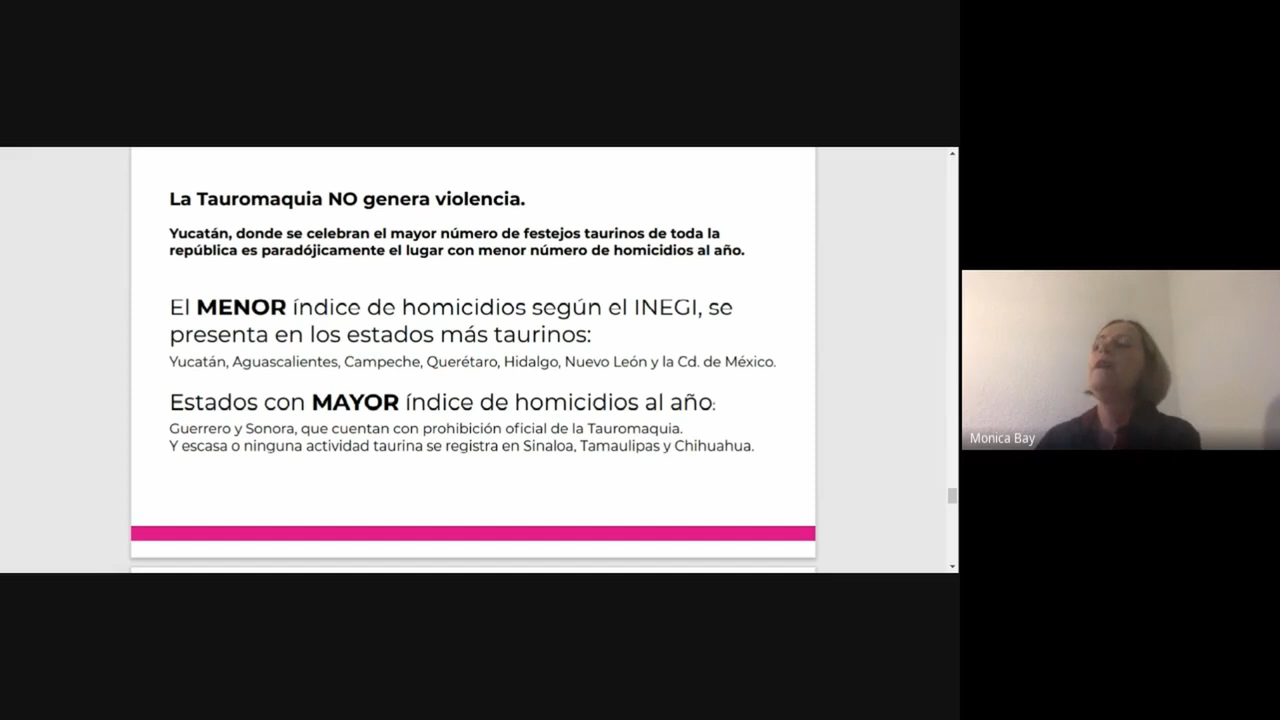 La Tauromaquia NO genera violencia.
Yucatán, donde se celebran el mayor número de festejos taurinos de toda la
república es paradójicamente el lugar con menor número de homicidios al año.
El MENOR índice de homicidios según el INEGI, se
presenta en los estados más taurinos:
Yucatán, Aguascalientes, Campeche, Querétaro, Hidalgo, Nuevo León y la Cd. de México.
Estados con MAYOR índice de homicidios al año:
Guerrero y Sonora, que cuentan con prohibición oficial de la Tauromaquia.
Y escasa o ninguna actividad taurina se registra en Sinaloa, Tamaulipas y Chihuahua.
Monica Bay